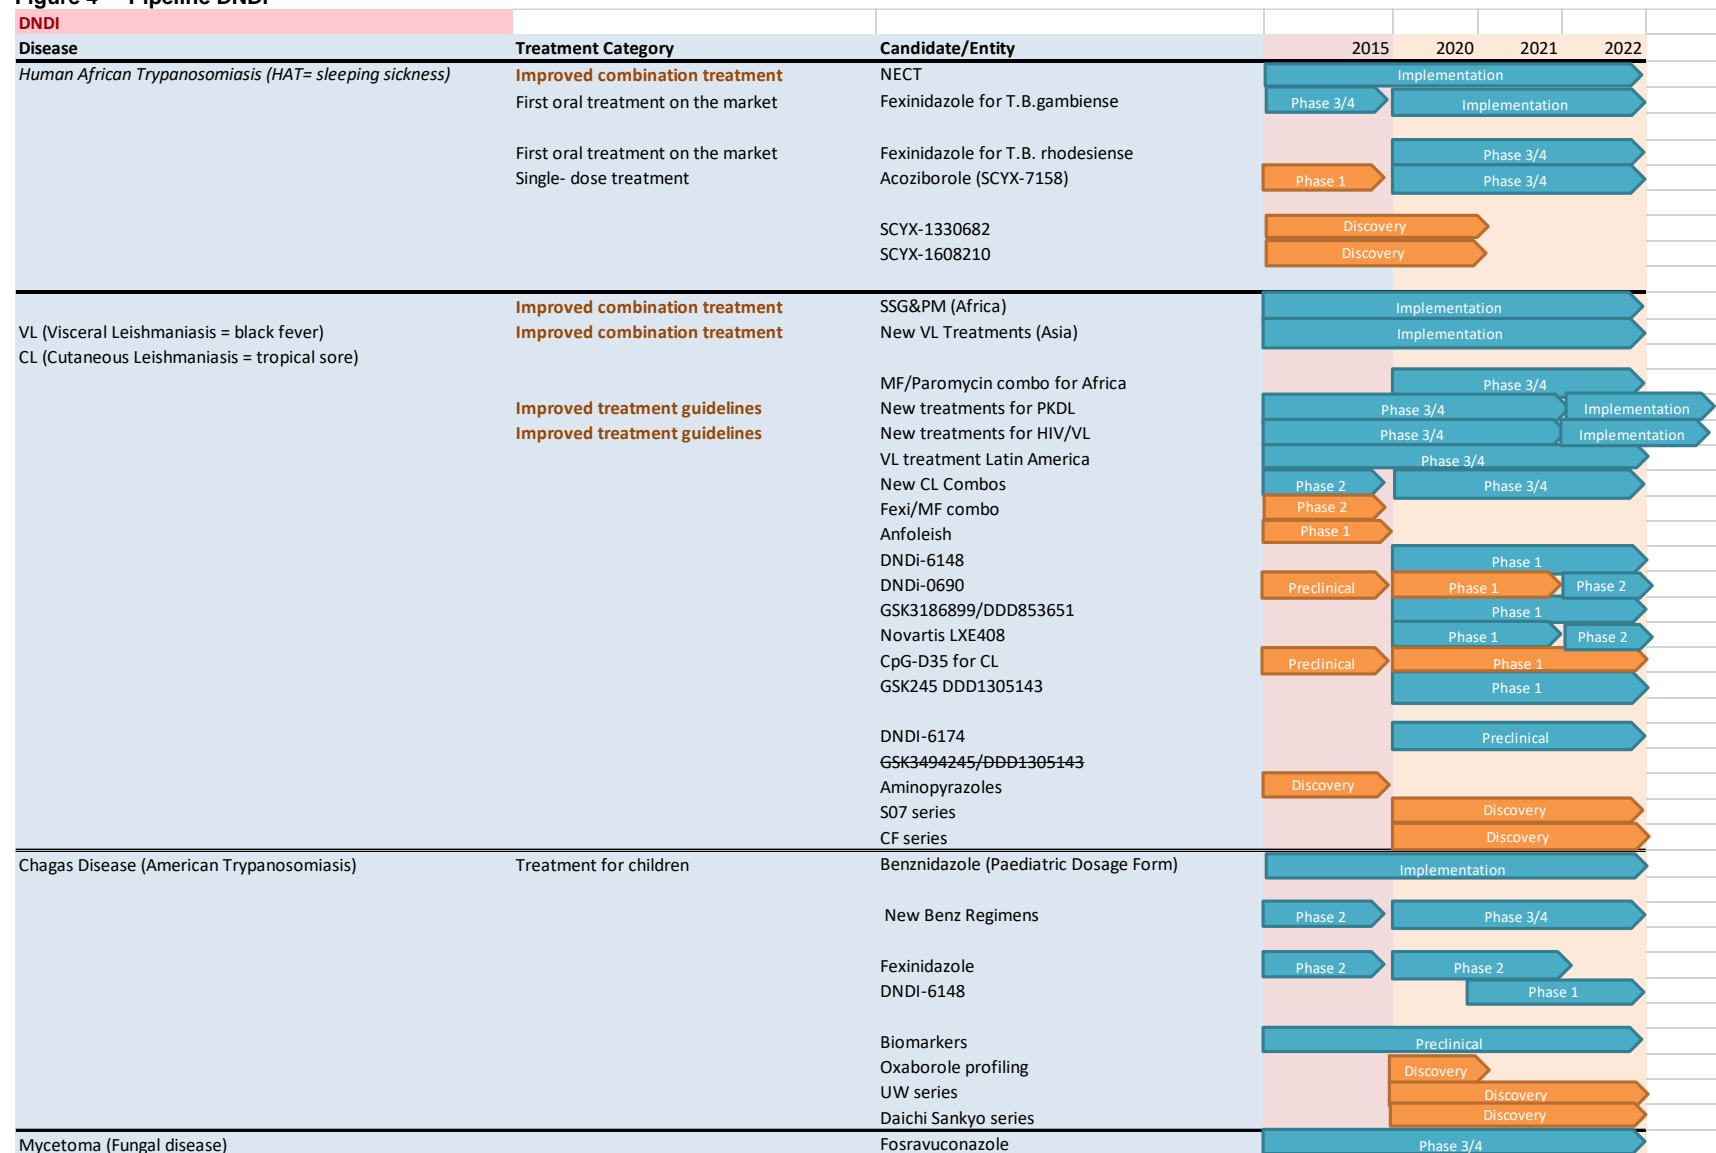 Figure 4 Pipeline DNDI
DNDI
Disease Treatment Category Candidate/Entity 2015 2020 2021 2022
Human African Trypanosomiasis (HAT= sleeping sickness) Improved combination treatment NECT Implementation
First oral treatment on the market Fexinidazole for T.B.gambiense Phase 3/4 Implementation
First oral treatment on the market Fexinidazole for T.B. rhodesiense Phase 3/4
Single- dose treatment Acoziborole (SCYX-7158) Phase 1 Phase 3/4
SCYX-1330682 Discovery
SCYX-1608210 Discovery
Improved combination treatment SSG&PM (Africa) Implementation
VL (Visceral Leishmaniasis = black fever) Improved combination treatment New VL Treatments (Asia) Implementation
CL (Cutaneous Leishmaniasis = tropical sore)
MF/Paromycin combo for Africa Phase 3/4
Improved treatment guidelines New treatments for PKDL Phase 3/4 Implementation
Improved treatment guidelines New treatments for HIV/VL Phase 3/4 Implementation
VL treatment Latin America Phase 3/4
New CL Combos Phase 2 Phase 3/4
Fexi/MF combo Phase 2
Anfoleish Phase 1
DNDi-6148 Phase 1
DNDi-0690 Preclinical Phase 1 Phase 2
GSK3186899/DDD853651 Phase 1
Novartis LXE408 Phase 1 Phase 2
CpG-D35 for CL Preclinical Phase 1
GSK245 DDD1305143 Phase 1
DNDI-6174 Preclinical
GSK3494245/DDD1305143
Aminopyrazoles Discovery
S07 series Discovery
CF series Discovery
Chagas Disease (American Trypanosomiasis) Treatment for children Benznidazole (Paediatric Dosage Form) Implementation
New Benz Regimens Phase 2 Phase 3/4
Fexinidazole Phase 2 Phase 2
DNDI-6148 Phase 1
Biomarkers Preclinical
Oxaborole profiling Discovery
UW series Discovery
Daichi Sankyo series Discovery
Mycetoma (Fungal disease) Fosravuconazole Phase 3/4